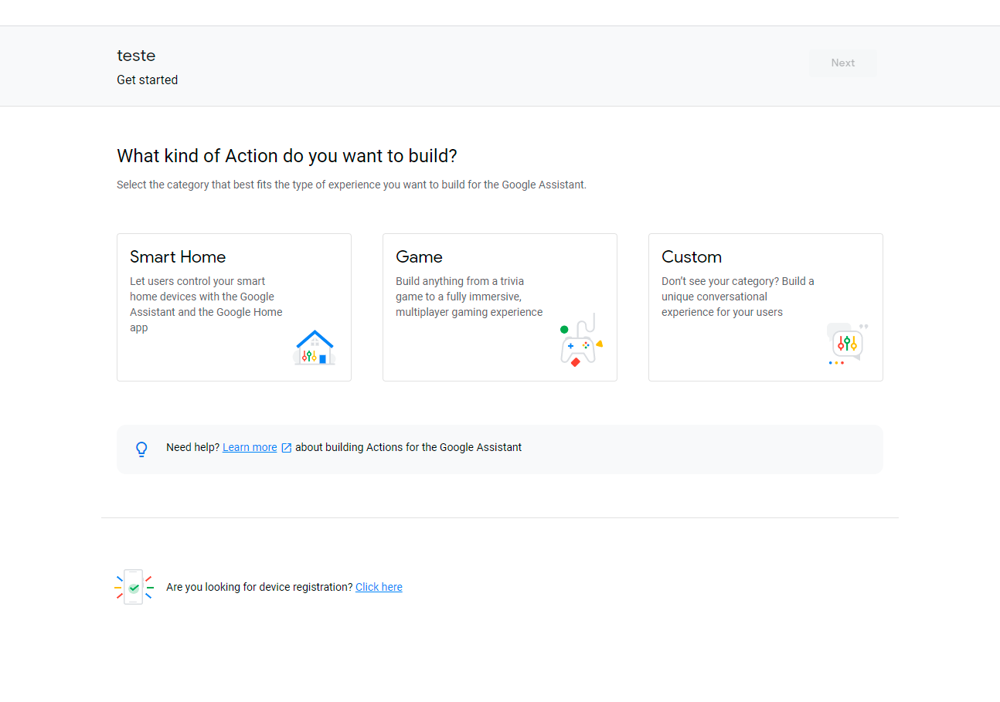 teste
Next
Get started
What kind of Action do you want to build?
Select the category that best fits the type of experience you want to build for the Google Assistant.
Smart Home
Let users control your smart
home devices with the Google
Assistant and the Google Home
app
Game
Build anything from a trivia
game to a fully immersive,
multiplayer gaming experience
Custom
Don’t see your category? Build a
unique conversational
experience for your users
Need help? Learn more about building Actions for the Google Assistant
Are you looking for device registration? Click here